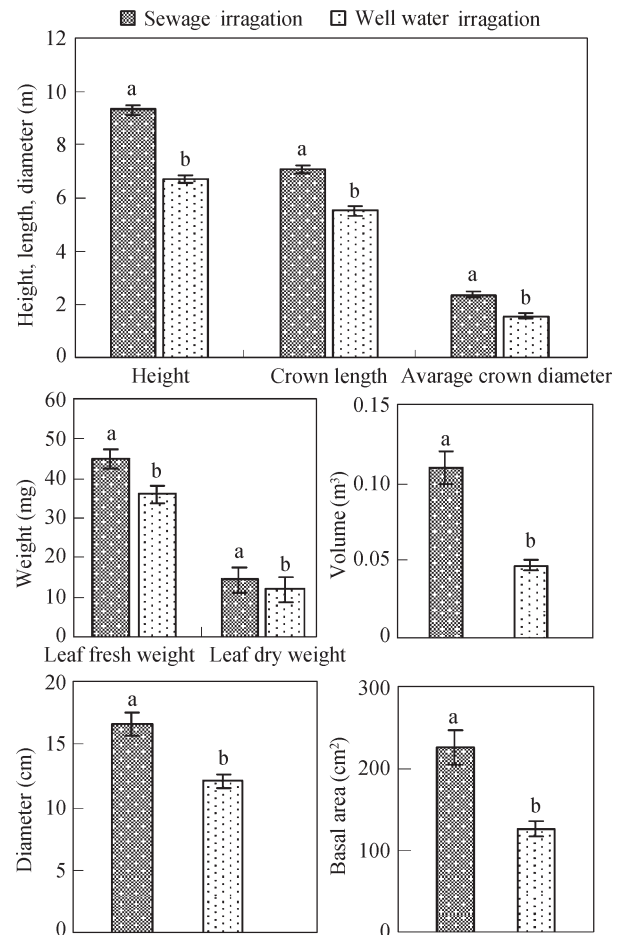 Sewage irragation Well water irragation
Height, length, diameter (m)
12
10
8
6
4
2
0
a
b
a
b
a
b
Height Crown length Avarage crown diameter
Weight (mg)
60
50
40
30
20
10
0
a
b
a
b
Leaf fresh weight Leaf dry weight
Volume (m³)
0.15
0.10
0.05
0
a
b
Diameter (cm)
20
15
10
5
0
a
b
Basal area (cm²)
300
200
100
0
a
b